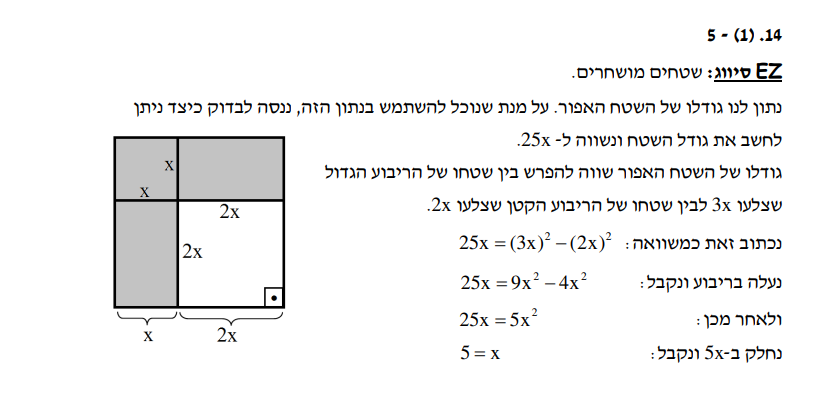 14. (1) - 5
EZ סיווג: שטחים מושחרים.
נתון לנו גודלו של השטח האפור. על מנת שנוכל להשתמש בנתון הזה, ננסה לבדוק כיצד ניתן
לחשב את גודל השטח ונשווה ל- 25x.
גודלו של השטח האפור שווה להפרש בין שטחו של הריבוע הגדול
שצלעו 3x לבין שטחו של הריבוע הקטן שצלעו 2x.
נכתוב זאת כמשוואה: 25x = (3x)² − (2x)²
נעלה בריבוע ונקבל: 25x = 9x² − 4x²
ולאחר מכן: 25x = 5x²
נחלק ב-5x ונקבל: 5 = x
x
x
2x
2x
x
2x